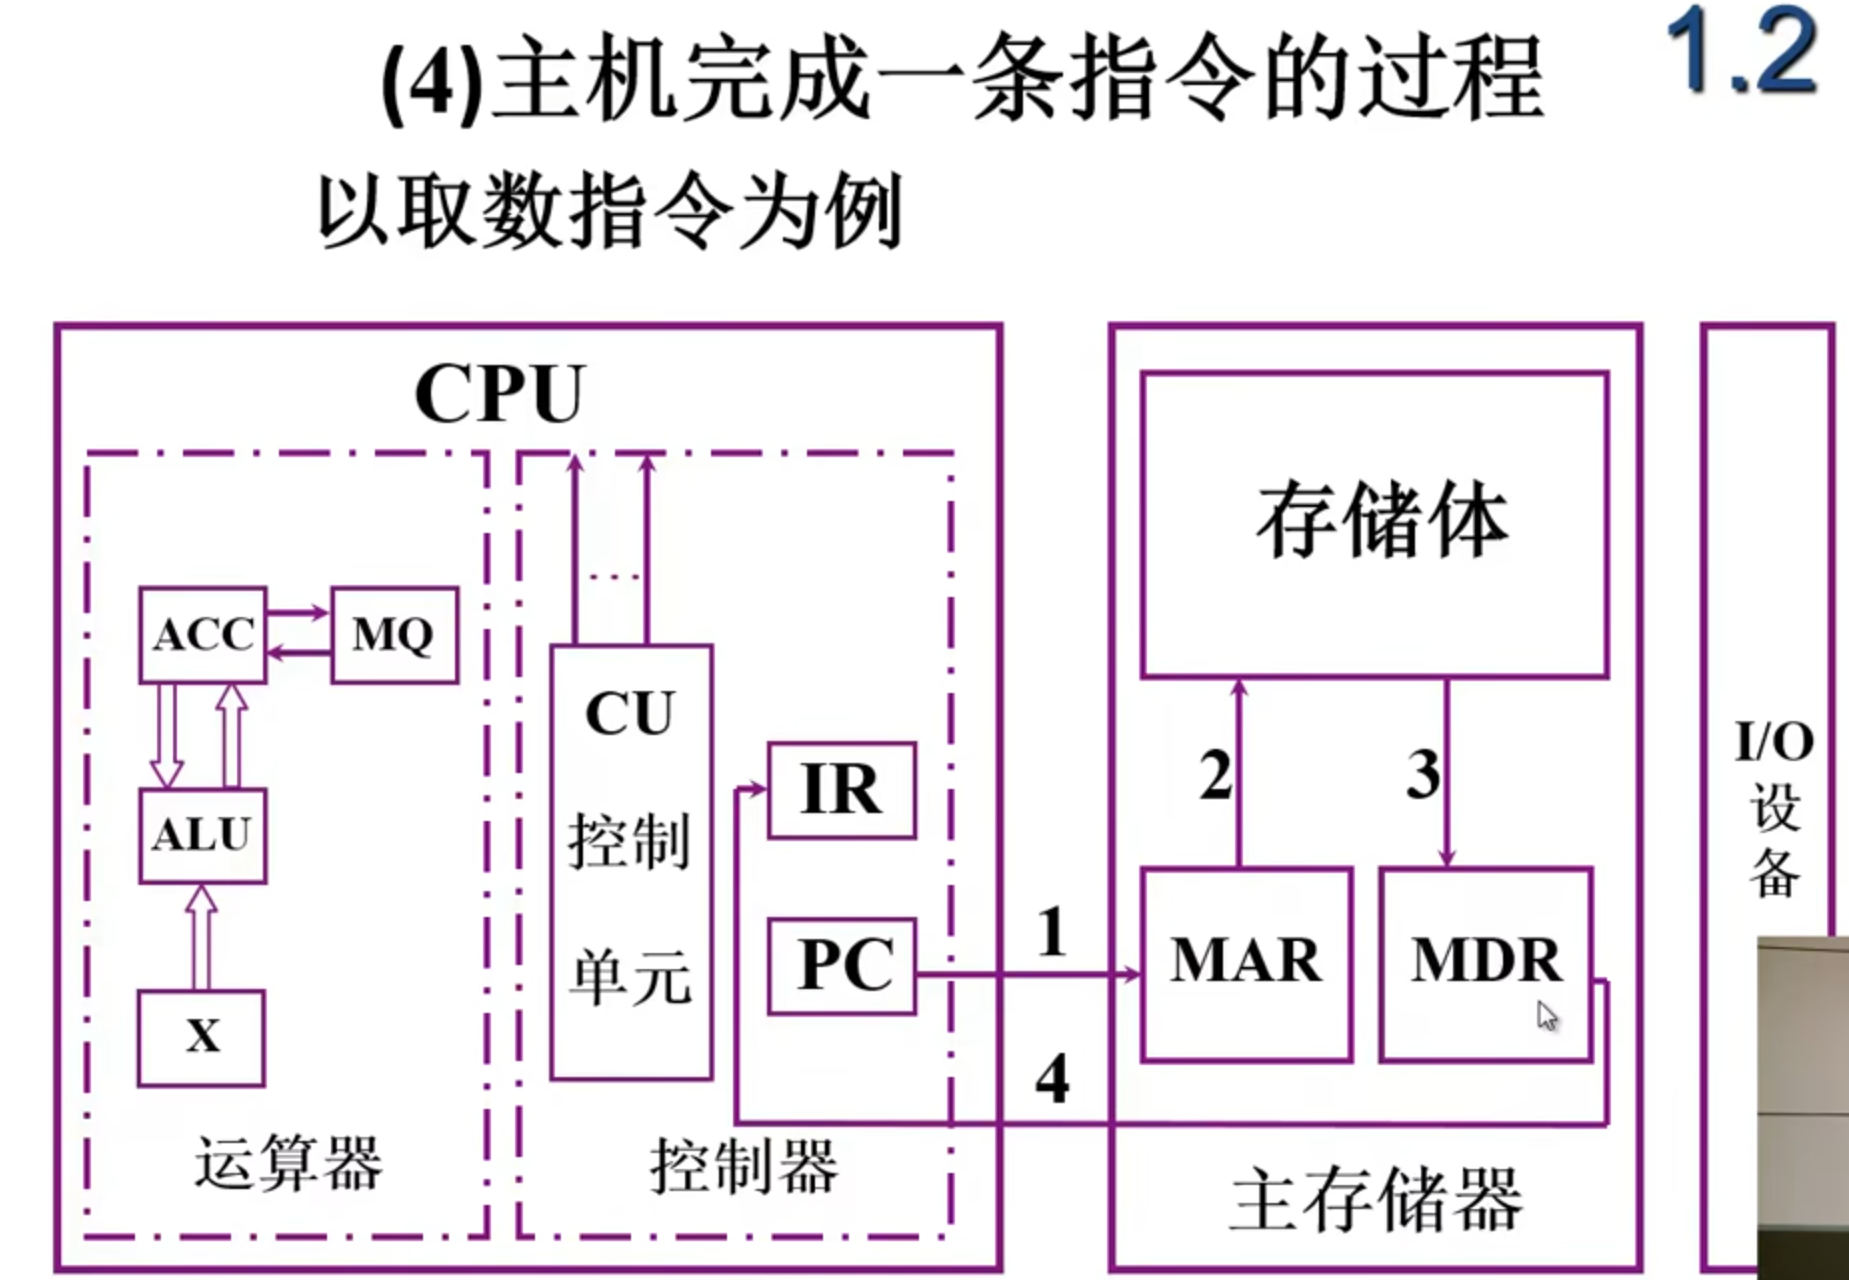 (4)主机完成一条指令的过程
1.2
以取数指令为例
CPU
ACC
MQ
ALU
X
运算器
CU
控制
单元
IR
PC
控制器
1
4
存储体
2
3
MAR
MDR
主存储器
I/O
设
备